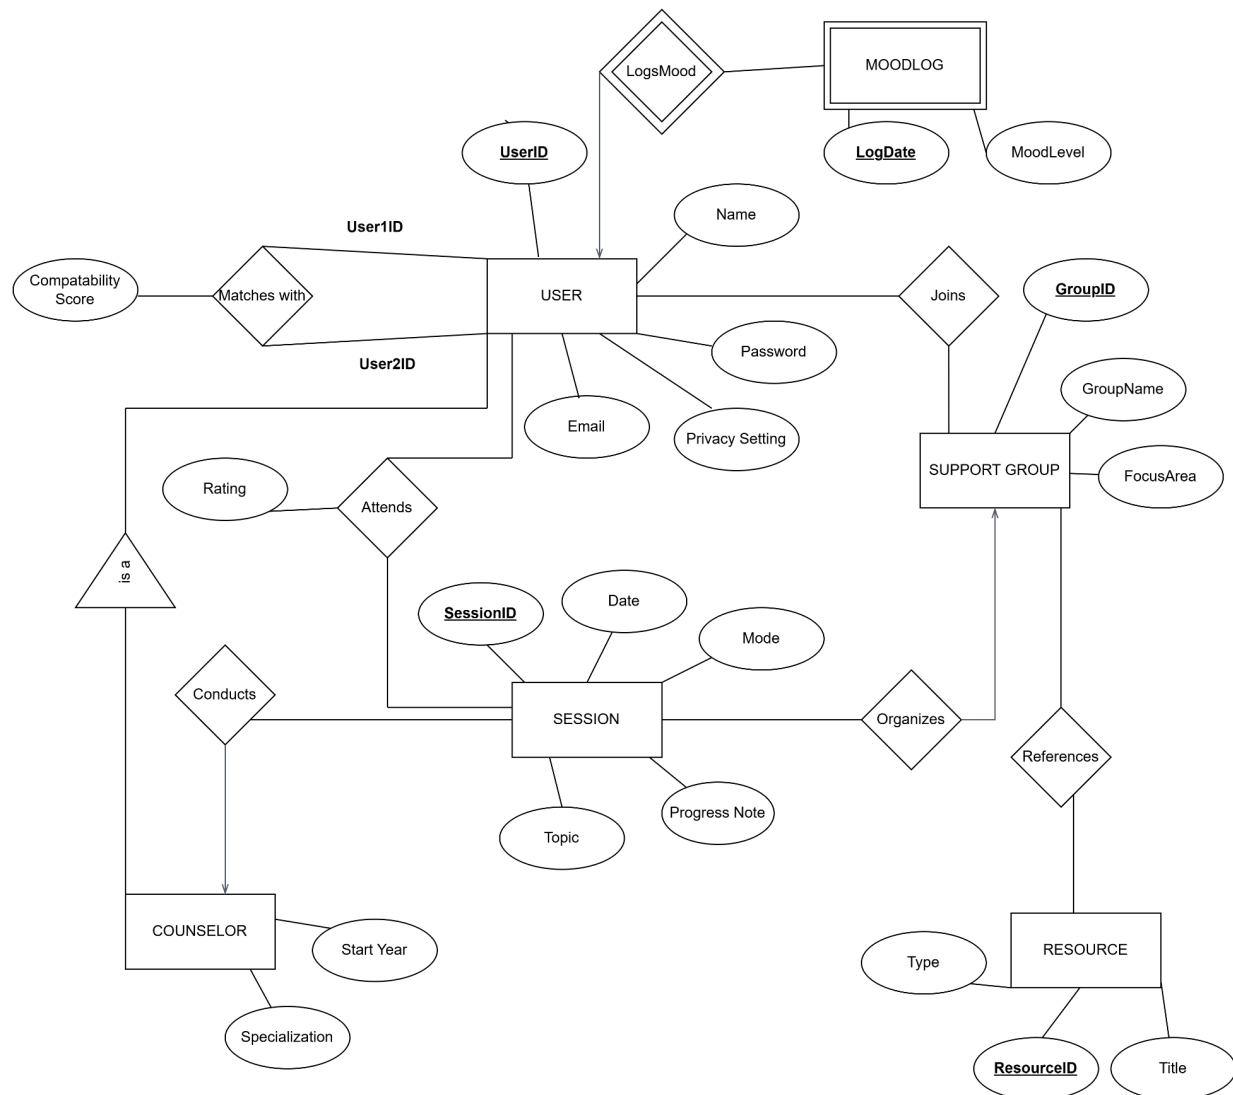 LogsMood
MOODLOG
UserID
LogDate
MoodLevel
Name
User1ID
Compatability
Score
Matches with
USER
Joins
GroupID
User2ID
Password
GroupName
Email
Privacy Setting
SUPPORT GROUP
FocusArea
Rating
Attends
is a
SessionID
Date
Mode
Conducts
SESSION
Organizes
References
Topic
Progress Note
COUNSELOR
Start Year
Specialization
Type
RESOURCE
ResourceID
Title